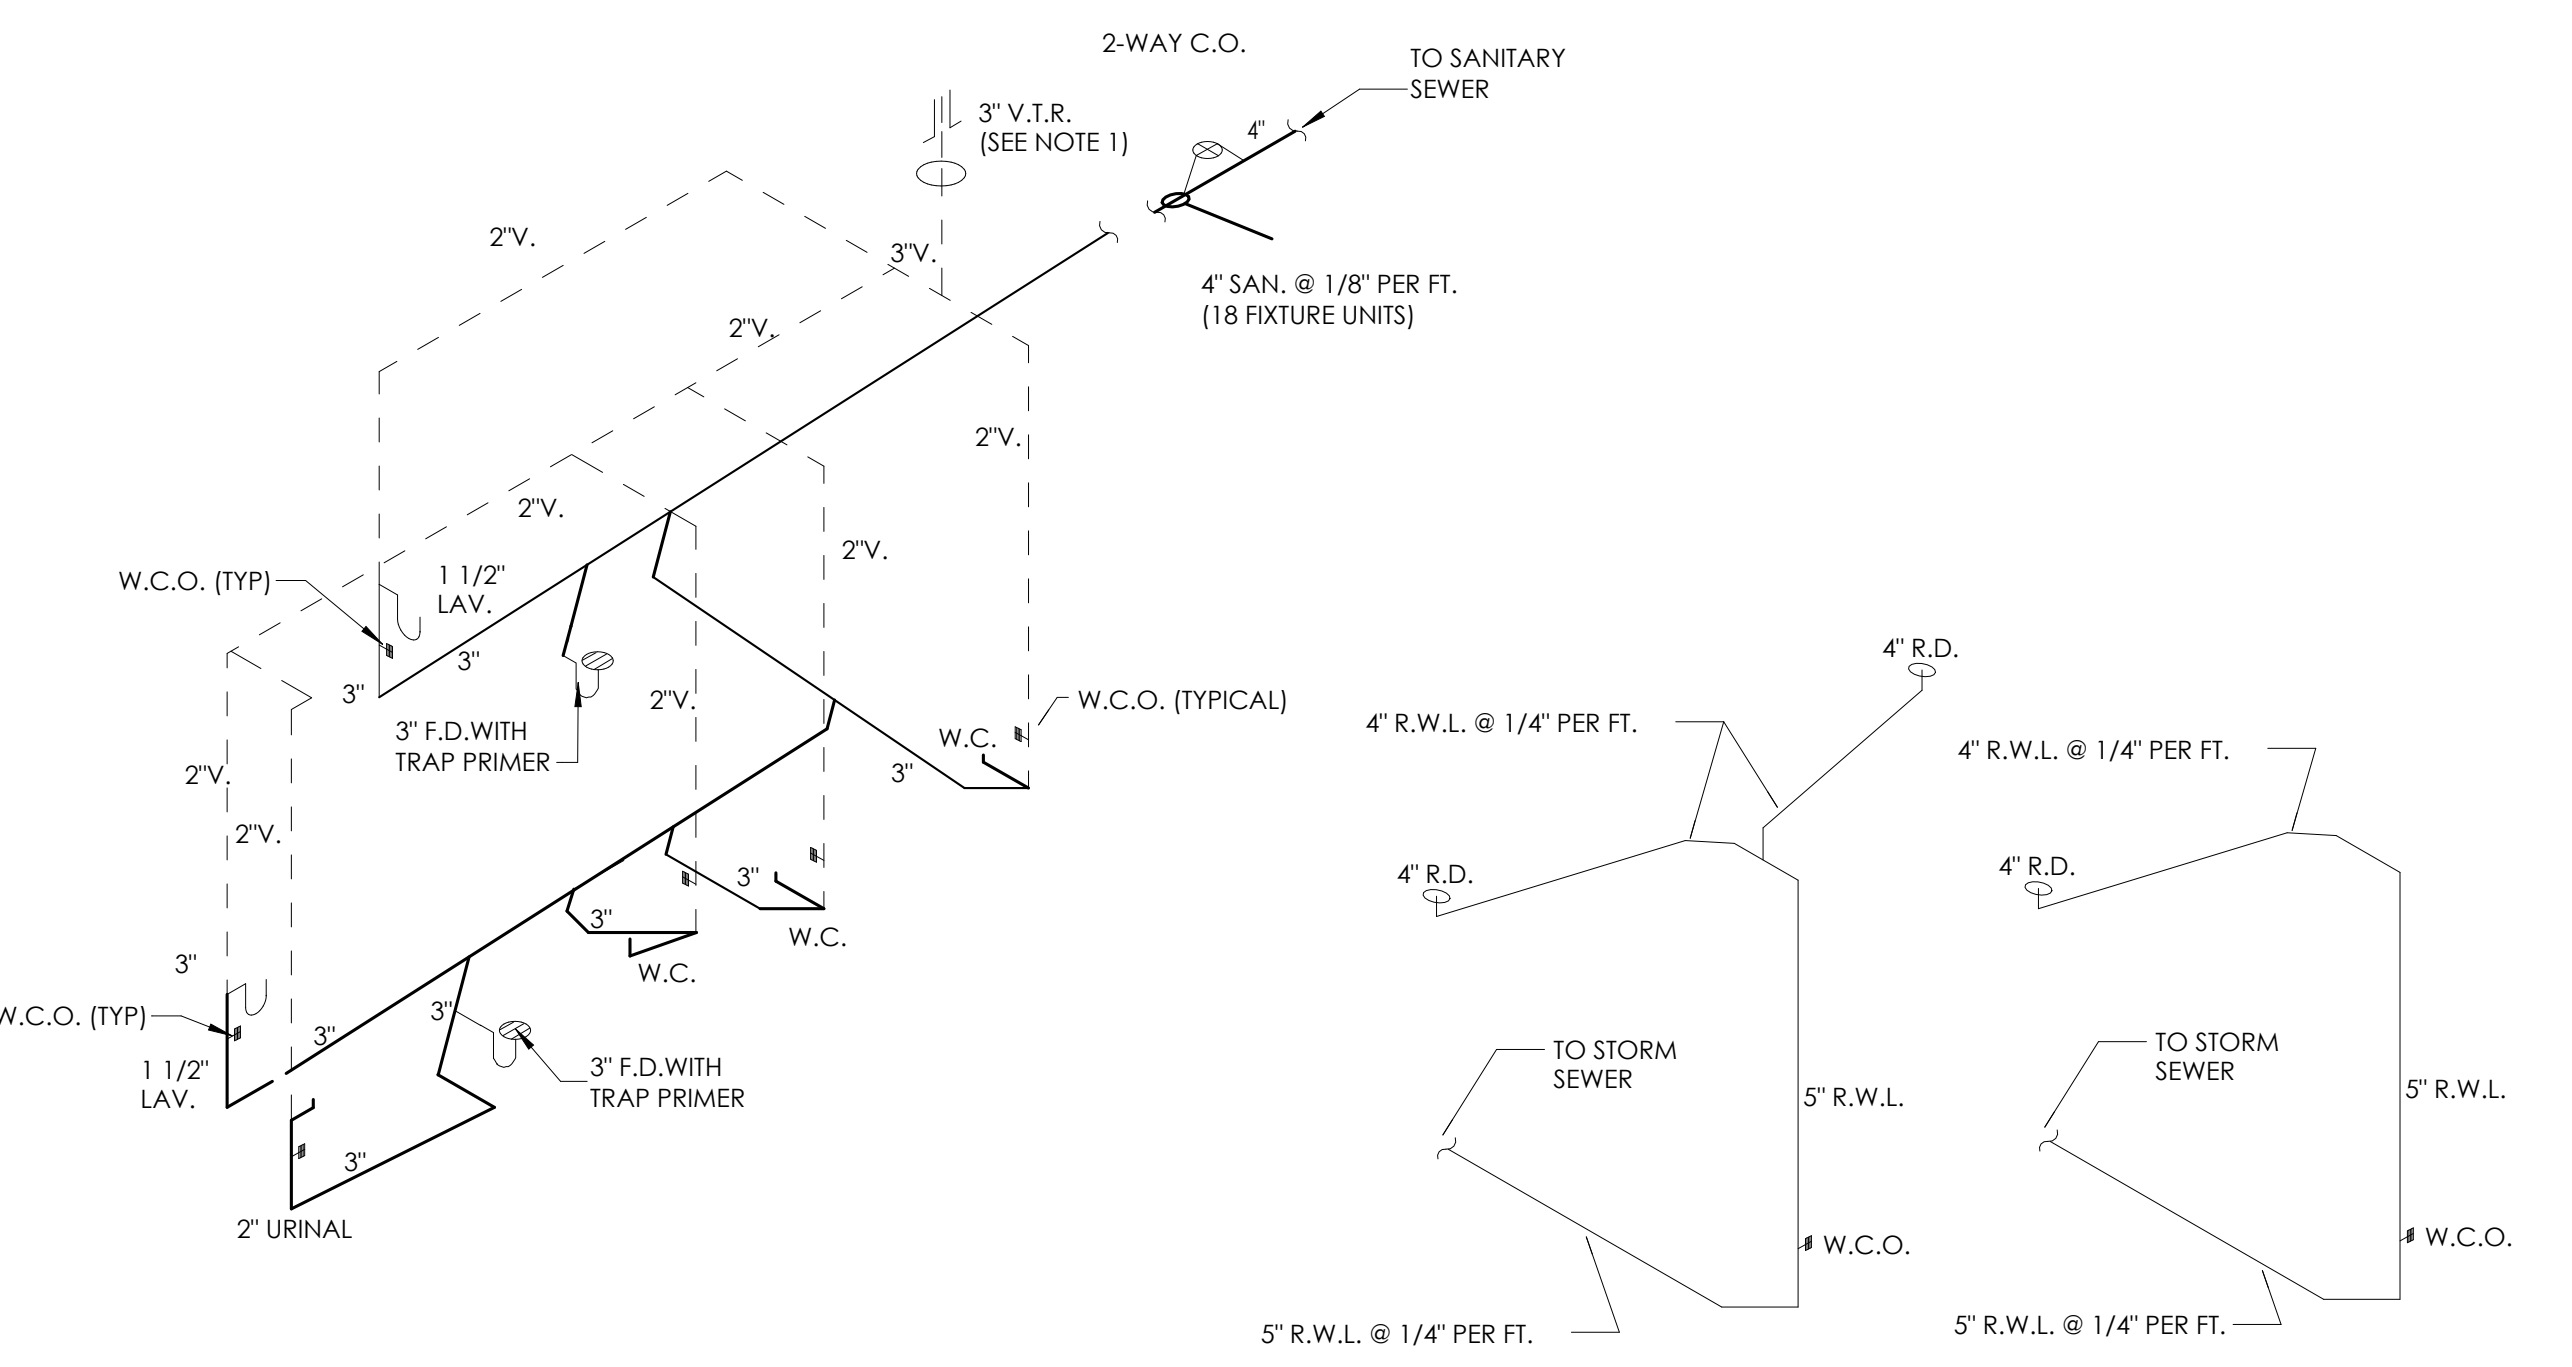 2-WAY C.O.
TO SANITARY
SEWER
3" V.T.R.
(SEE NOTE 1)
4"
2"V.
3"V.
4" SAN. @ 1/8" PER FT.
(18 FIXTURE UNITS)
2"V.
2"V.
2"V.
2"V.
W.C.O. (TYP)
1 1/2"
LAV.
3"
3"
2"V.
W.C.O. (TYPICAL)
3" F.D.WITH
TRAP PRIMER
W.C.
3"
2"V.
2"V.
3"
W.C.
3"
W.C.
3"
W.C.O. (TYP)
3"
3"
1 1/2"
LAV.
3" F.D.WITH
TRAP PRIMER
3"
2" URINAL
4" R.D.
4" R.W.L. @ 1/4" PER FT.
4" R.D.
TO STORM
SEWER
5" R.W.L.
W.C.O.
5" R.W.L. @ 1/4" PER FT.
4" R.W.L. @ 1/4" PER FT.
4" R.D.
TO STORM
SEWER
5" R.W.L.
W.C.O.
5" R.W.L. @ 1/4" PER FT.